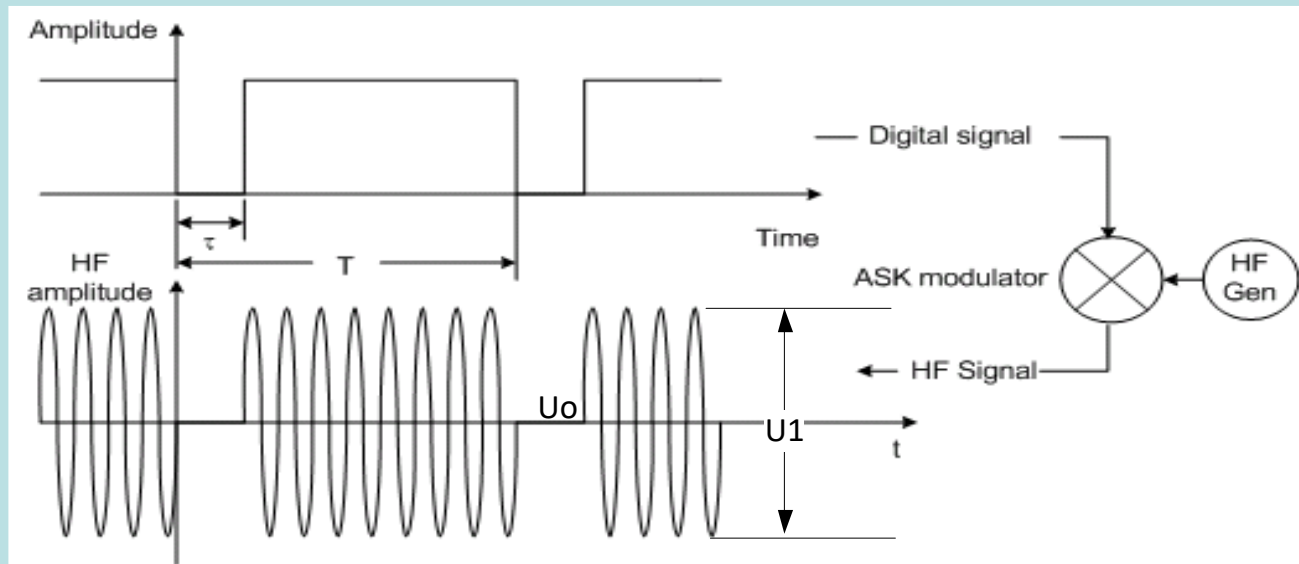 Amplitude
Digital signal
τ
Time
T
HF
amplitude
ASK modulator
HF
Gen
HF Signal
Uo
U1
t